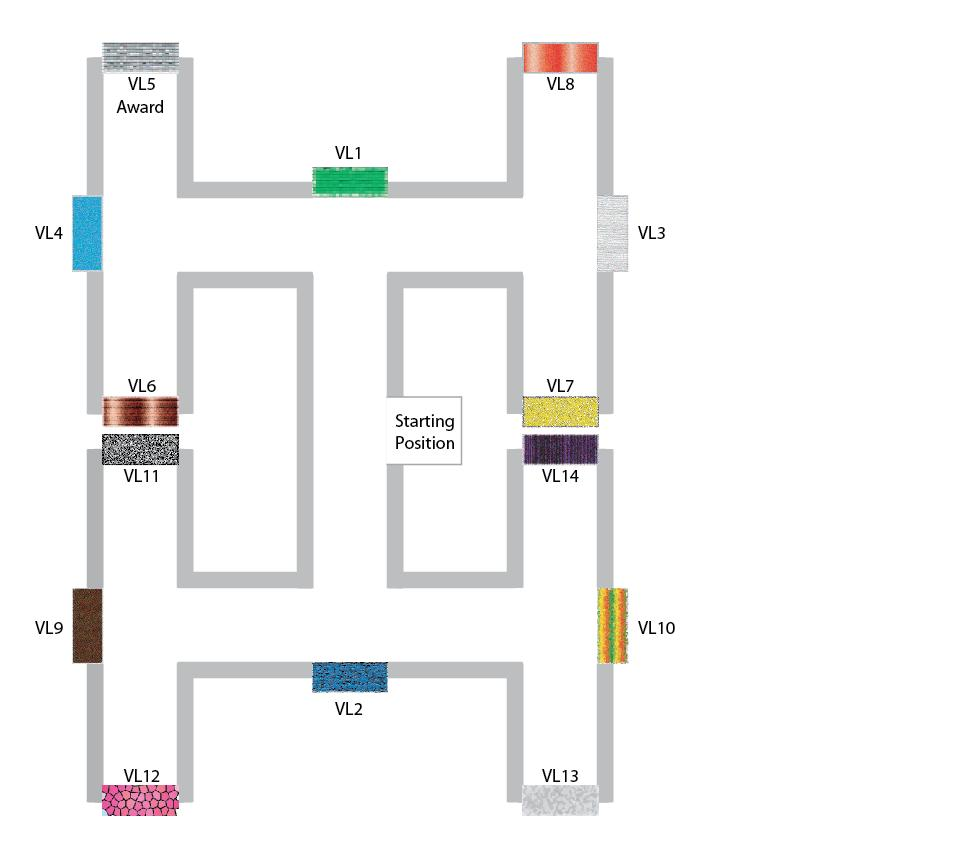 VL5
Award
VL8
VL1
VL4
VL3
VL6
VL7
Starting
Position
VL11
VL14
VL9
VL10
VL2
VL12
VL13